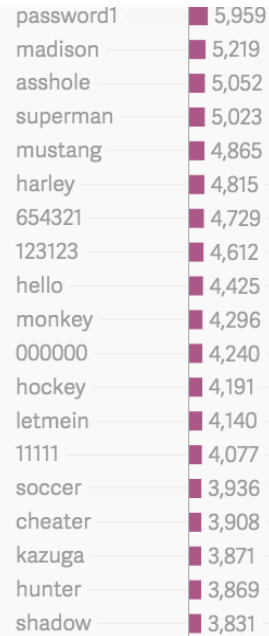 password1 5,959
madison 5,219
asshole 5,052
superman 5,023
mustang 4,865
harley 4,815
654321 4,729
123123 4,612
hello 4,425
monkey 4,296
000000 4,240
hockey 4,191
letmein 4,140
11111 4,077
soccer 3,936
cheater 3,908
kazuga 3,871
hunter 3,869
shadow 3,831